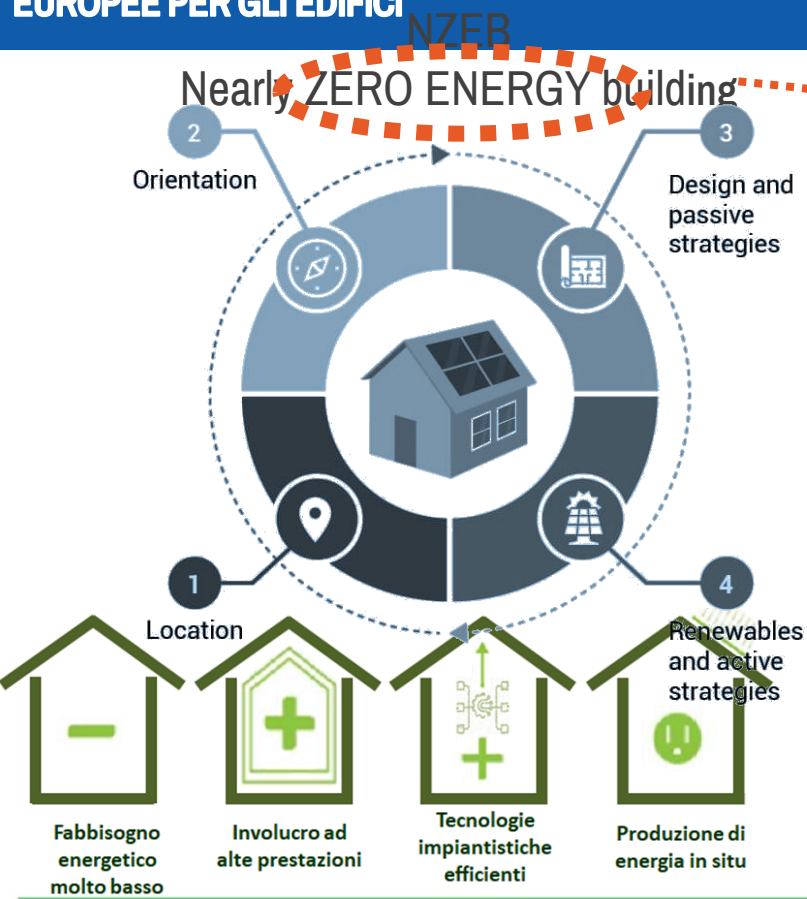 EUROPEE PER GLI EDIFICI
NZEB
Nearly ZERO ENERGY building
2
Orientation
3
Design and
passive
strategies
1
Location
4
Renewables
and active
strategies
Fabbisogno
energetico
molto basso
Involucro ad
alte prestazioni
Tecnologie
impiantistiche
efficienti
Produzione di
energia in situ